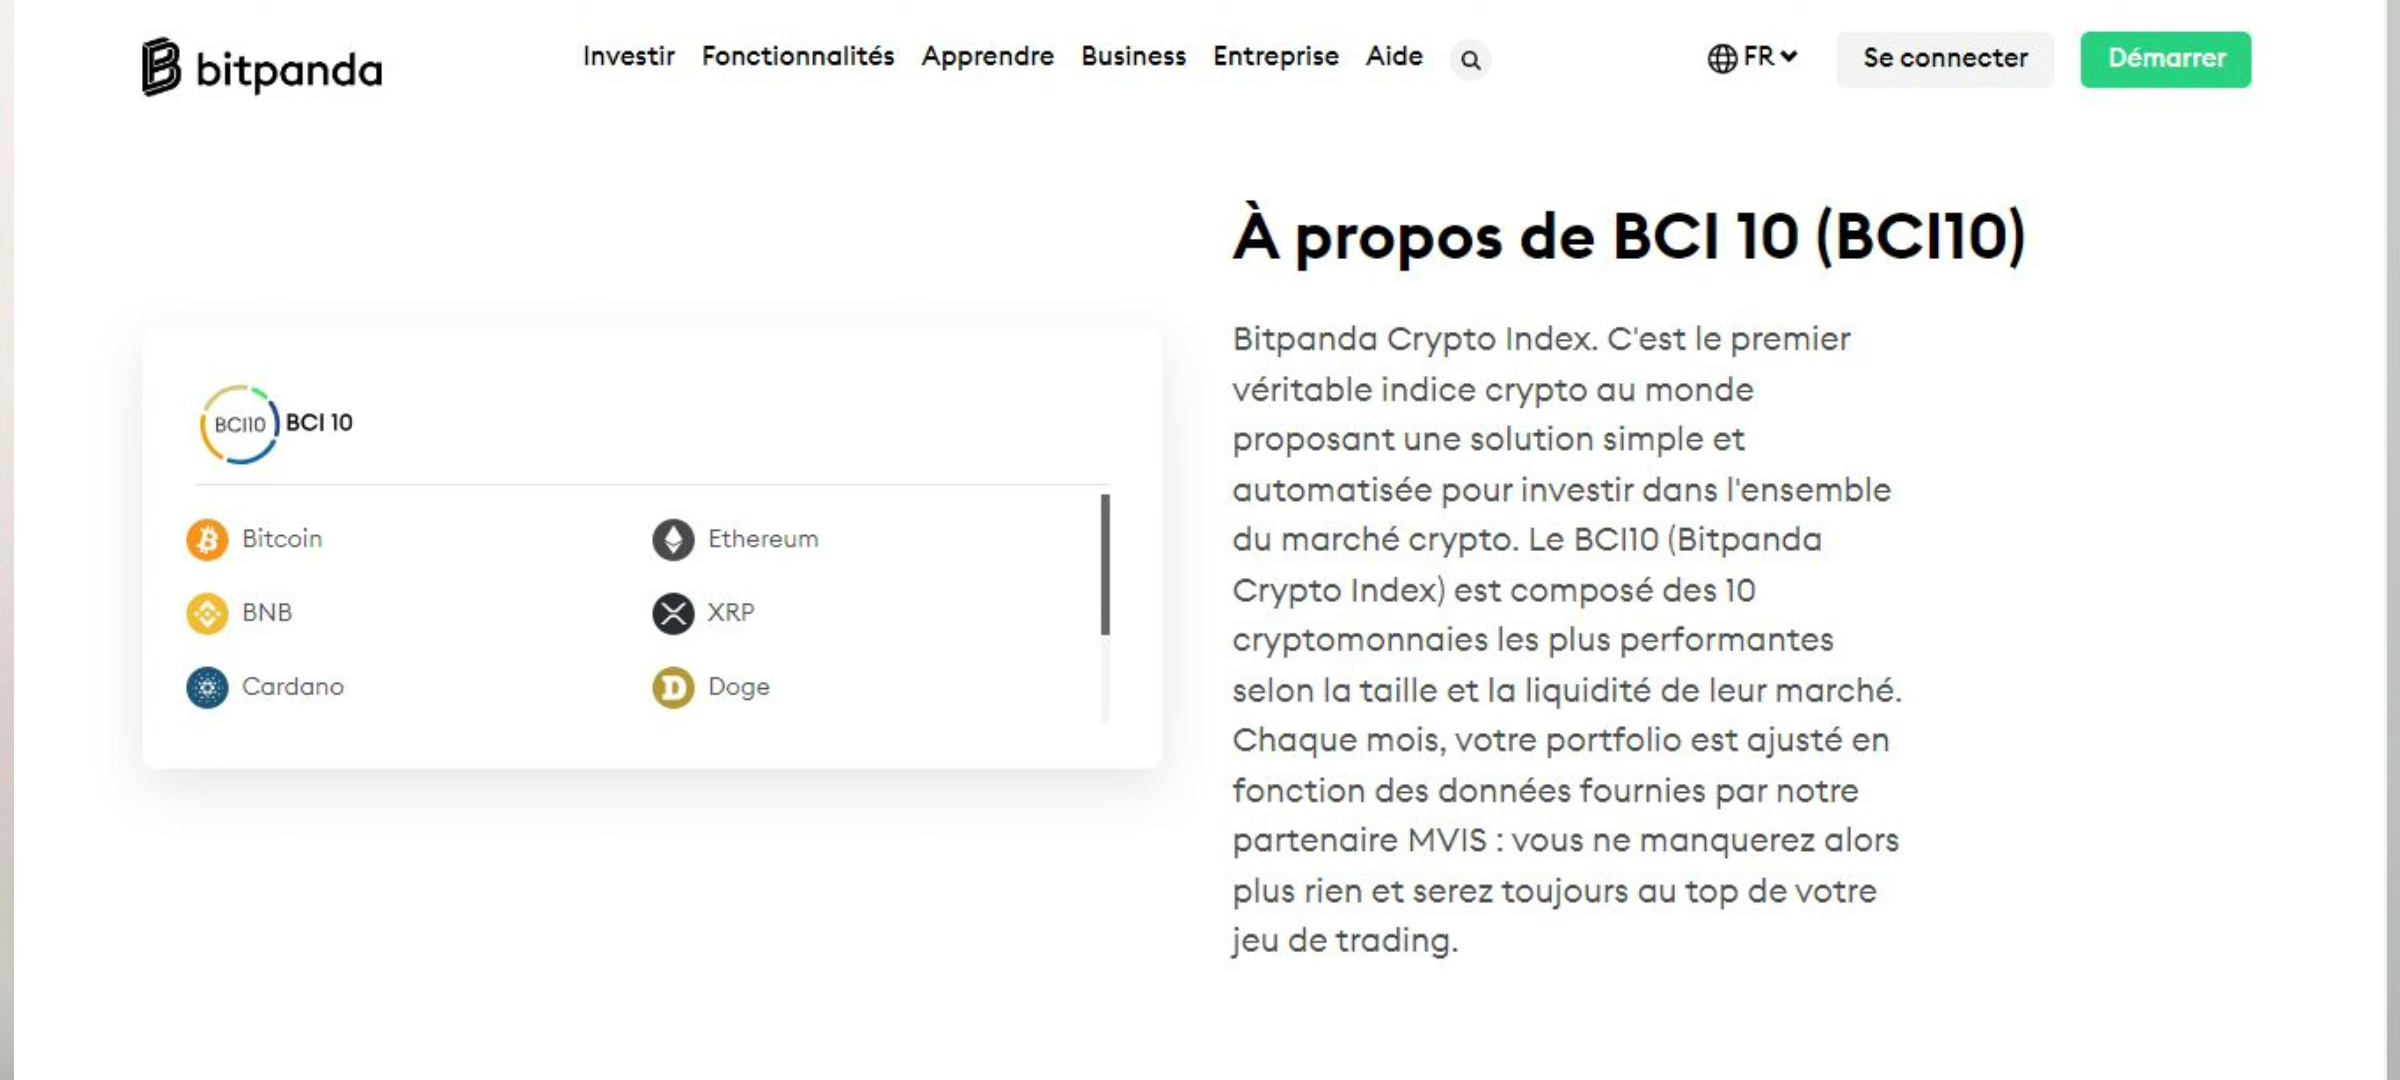 bitpanda
Investir Fonctionnalités Apprendre Business Entreprise Aide
FR
Se connecter
Démarrer
BCI10 BCI 10
Bitcoin
Ethereum
BNB
XRP
Cardano
Doge
À propos de BCI 10 (BCI10)
Bitpanda Crypto Index. C'est le premier
véritable indice crypto au monde
proposant une solution simple et
automatisée pour investir dans l'ensemble
du marché crypto. Le BCI10 (Bitpanda
Crypto Index) est composé des 10
cryptomonnaies les plus performantes
selon la taille et la liquidité de leur marché.
Chaque mois, votre portfolio est ajusté en
fonction des données fournies par notre
partenaire MVIS : vous ne manquerez alors
plus rien et serez toujours au top de votre
jeu de trading.